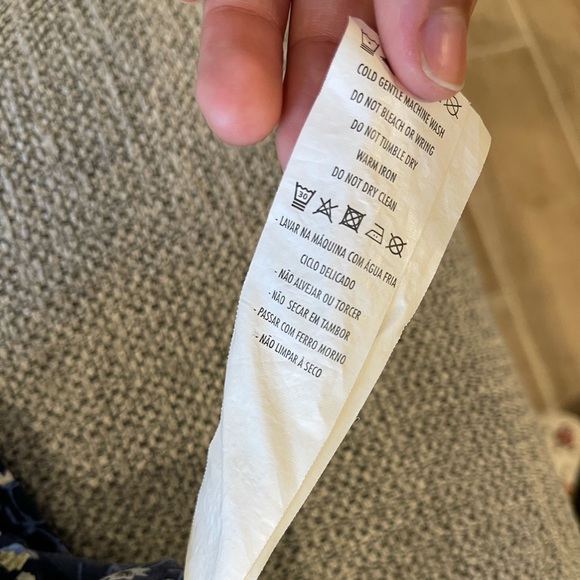 COLD GENTLE MACHINE WASH
DO NOT BLEACH OR WRING
DO NOT TUMBLE DRY
WARM IRON
DO NOT DRY CLEAN
30
- LAVAR NA MÁQUINA COM ÁGUA FRIA
CICLO DELICADO
- NÃO ALVEJAR OU TORCER
- NÃO SECAR EM TAMBOR
- PASSAR COM FERRO MORNO
- NÃO LIMPAR À SECO